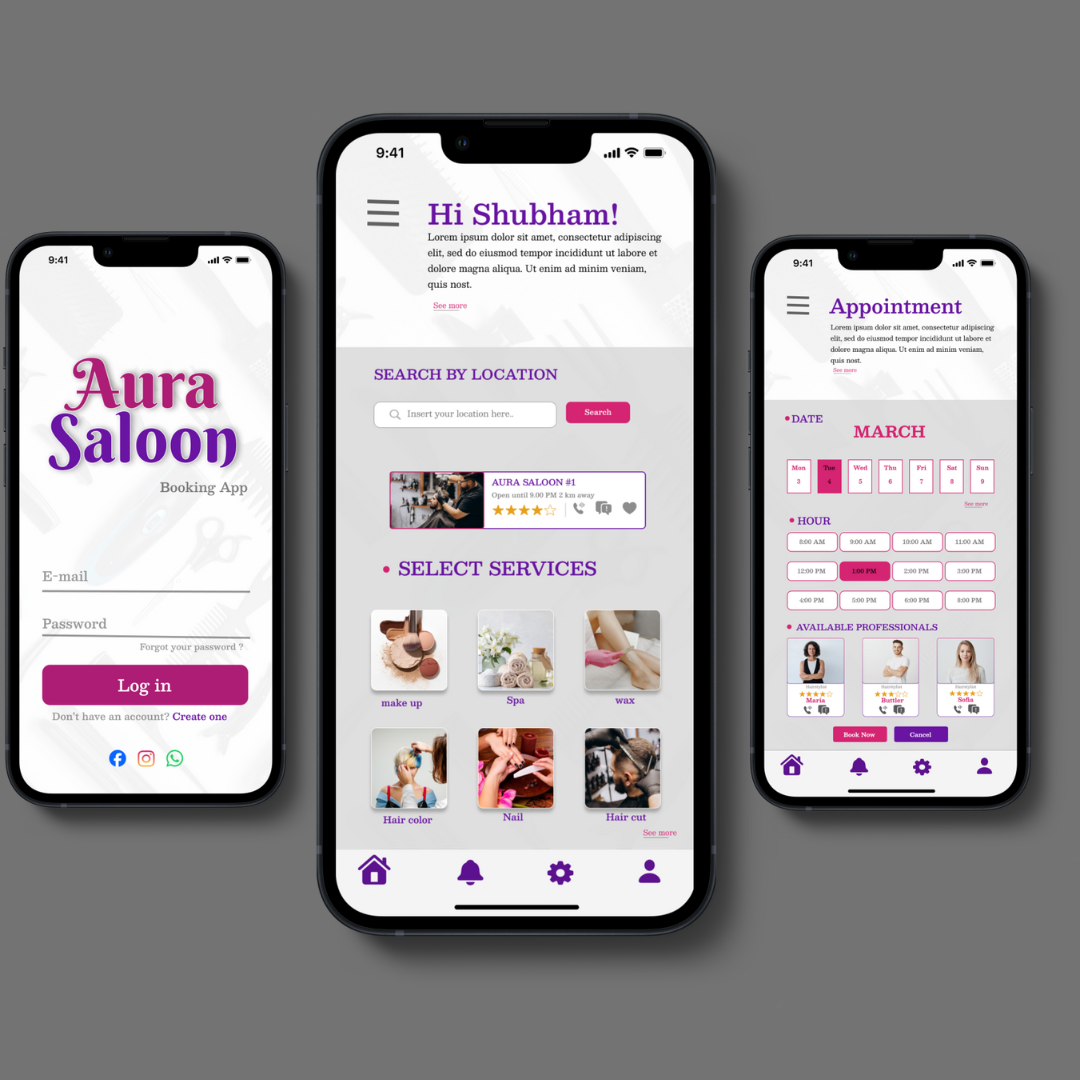 9:41
Aura
Saloon
Booking App
E-mail
Password
Forgot your password ?
Log in
Don't have an account? Create one
9:41
Hi Shubham!
Lorem ipsum dolor sit amet, consectetur adipiscing
elit, sed do eiusmod tempor incididunt ut labore et
dolore magna aliqua. Ut enim ad minim veniam,
quis nost.
See more
SEARCH BY LOCATION
Insert your location here..
Search
AURA SALOON #1
Open until 9.00 PM 2 km away
SELECT SERVICES
make up
Spa
wax
Hair color
Nail
Hair cut
See more
9:41
Appointment
Lorem ipsum dolor sit amet, consectetur adipiscing
elit, sed do eiusmod tempor incididunt ut labore et
dolore magna aliqua. Ut enim ad minim veniam,
quis nost.
See more
DATE
MARCH
Mon Tue Wed Thu Fri Sat Sun
3 4 5 6 7 8 9
See more
HOUR
8:00 AM 9:00 AM 10:00 AM 11:00 AM
12:00 PM 1:00 PM 2:00 PM 3:00 PM
4:00 PM 5:00 PM 6:00 PM 8:00 PM
AVAILABLE PROFESSIONALS
Hairstylist Hairstylist Hairstylist
Maria Buttler Sofia
Book Now Cancel